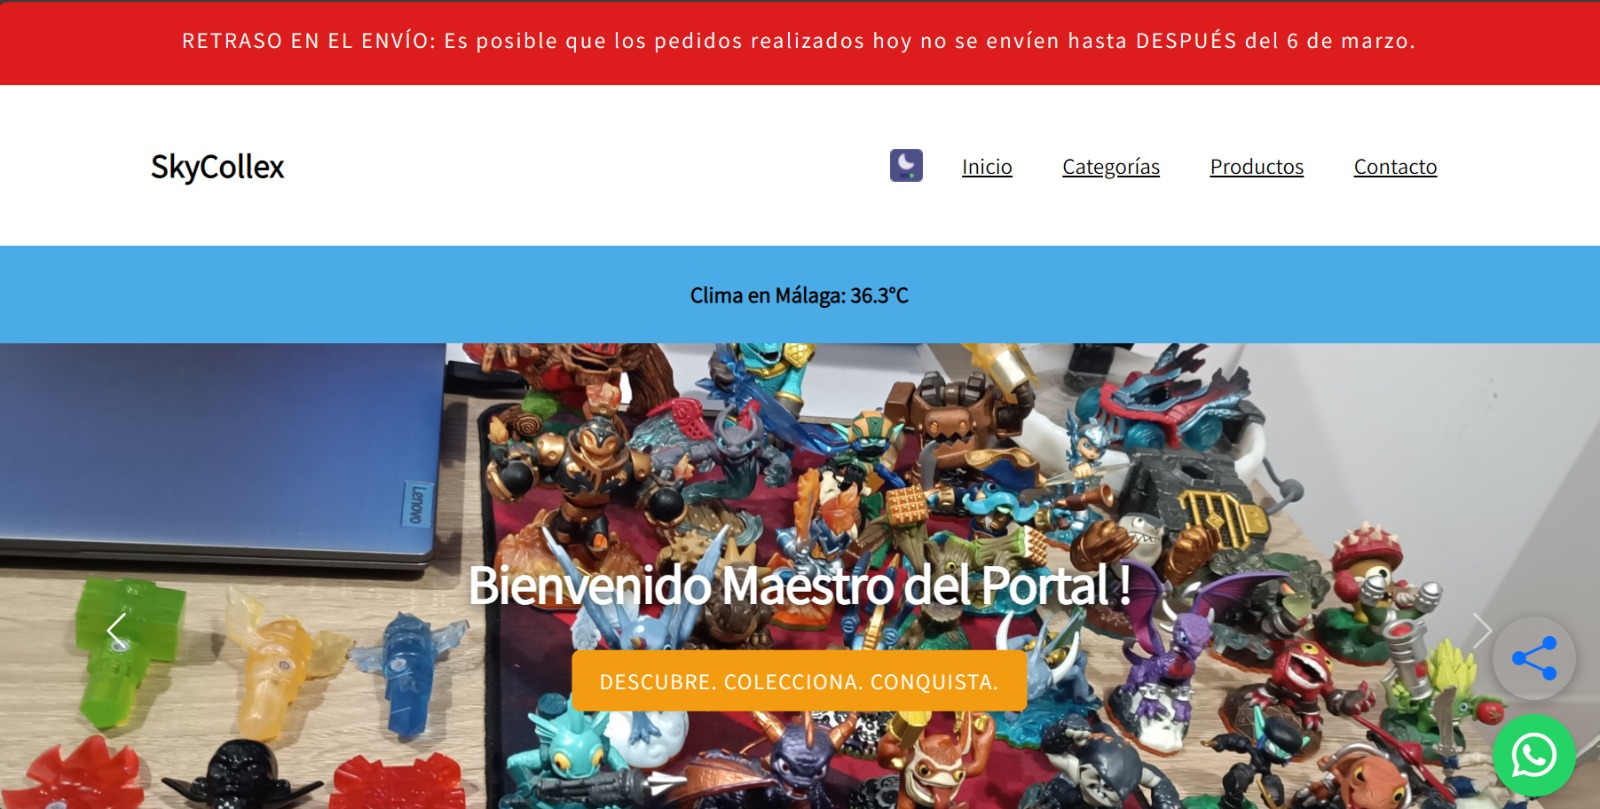 RETRASO EN EL ENVÍO: Es posible que los pedidos realizados hoy no se envíen hasta DESPUÉS del 6 de marzo.
SkyCollex
Inicio
Categorías
Productos
Contacto
Clima en Málaga: 36.3°C
Lenovo
Bienvenido Maestro del Portal !
DESCUBRE. COLECCIONA. CONQUISTA.